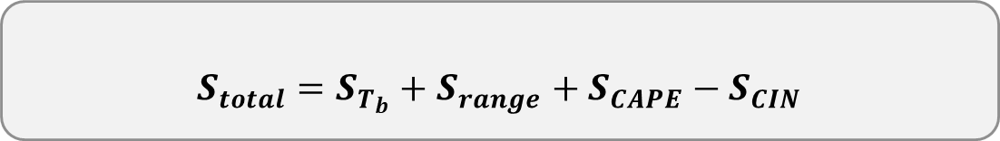 S_total = S_{T_b} + S_range + S_CAPE − S_CIN